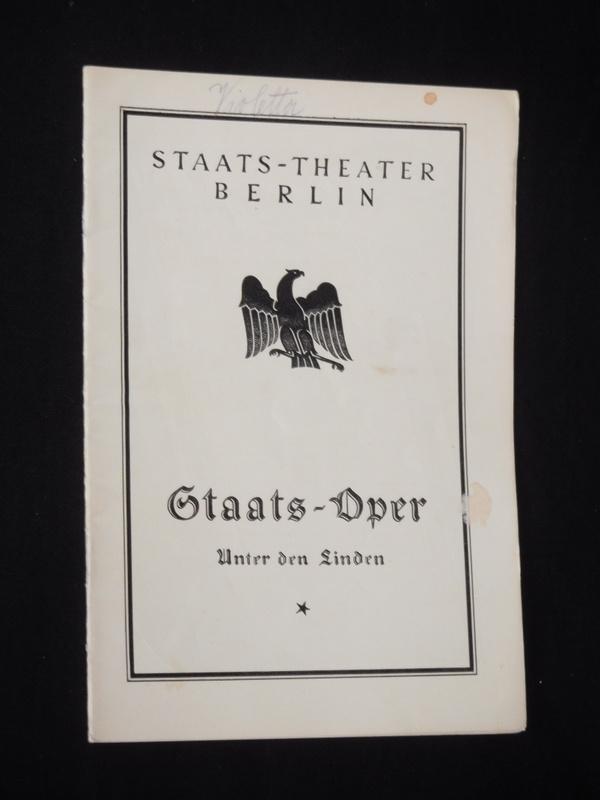 Violetta
STAATS-THEATER
BERLIN
Staats-Oper
Unter den Linden